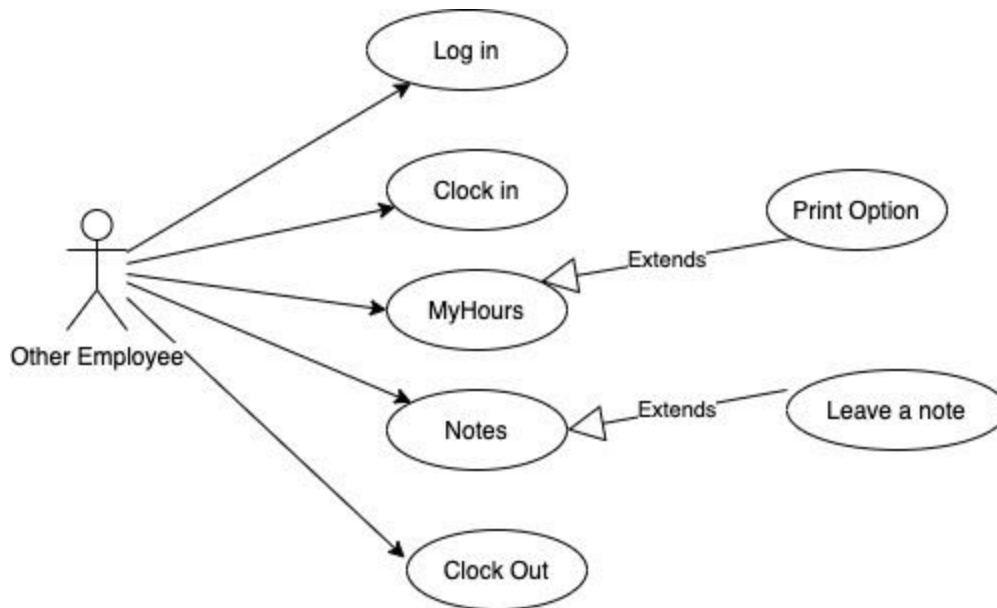 Log in
Clock in
Print Option
Extends
MyHours
Other Employee
Extends
Leave a note
Notes
Clock Out